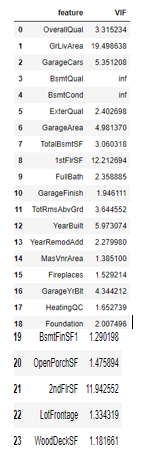 feature VIF
0 OverallQual 3.315234
1 GrLivArea 19.498638
2 GarageCars 5.351208
3 BsmtQual inf
4 BsmtCond inf
5 ExterQual 2.402698
6 GarageArea 4.981370
7 TotalBsmtSF 3.060318
8 1stFlrSF 12.212694
9 FullBath 2.358885
10 GarageFinish 1.946111
11 TotRmsAbvGrd 3.644552
12 YearBuilt 5.973074
13 YearRemodAdd 2.279980
14 MasVnrArea 1.385100
15 Fireplaces 1.529214
16 GarageYrBlt 4.344212
17 HeatingQC 1.652739
18 Foundation 2.007496
19 BsmtFinSF1 1.290198
20 OpenPorchSF 1.475894
21 2ndFlrSF 11.942552
22 LotFrontage 1.334319
23 WoodDeckSF 1.181661